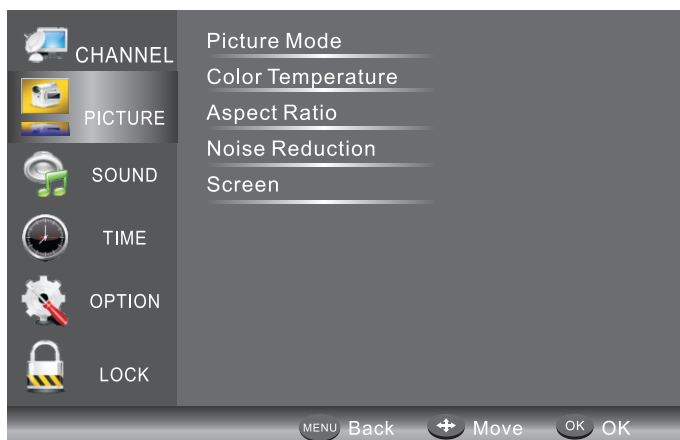 CHANNEL
PICTURE
SOUND
TIME
OPTION
LOCK
Picture Mode
Color Temperature
Aspect Ratio
Noise Reduction
Screen
MENU Back Move OK OK